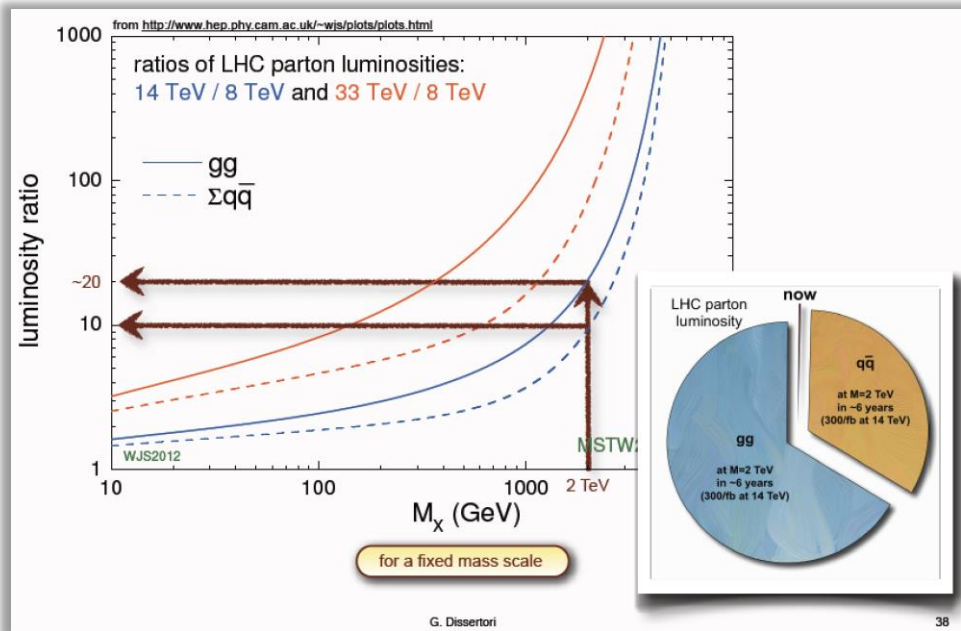 from http://www.hep.phy.cam.ac.uk/~wjs/plots/plots.html
ratios of LHC parton luminosities:
14 TeV / 8 TeV and 33 TeV / 8 TeV
gg
Σqq̅
luminosity ratio
1000
100
~20
10
1
WJS2012
MSTW2
10
100
1000
2 TeV
Mx (GeV)
for a fixed mass scale
LHC parton
luminosity
now
qq̅
at M=2 TeV
in ~6 years
(300/fb at 14 TeV)
gg
at M=2 TeV
in ~6 years
(300/fb at 14 TeV)
G. Dissertori
38